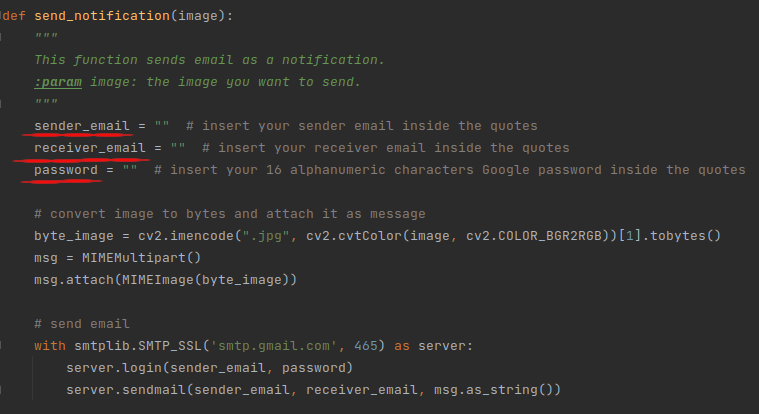 def send_notification(image):
    """
    This function sends email as a notification.
    :param image: the image you want to send.
    """
    sender_email = ""  # insert your sender email inside the quotes
    receiver_email = ""  # insert your receiver email inside the quotes
    password = ""  # insert your 16 alphanumeric characters Google password inside the quotes

    # convert image to bytes and attach it as message
    byte_image = cv2.imencode(".jpg", cv2.cvtColor(image, cv2.COLOR_BGR2RGB))[1].tobytes()
    msg = MIMEMultipart()
    msg.attach(MIMEImage(byte_image))

    # send email
    with smtplib.SMTP_SSL('smtp.gmail.com', 465) as server:
        server.login(sender_email, password)
        server.sendmail(sender_email, receiver_email, msg.as_string())